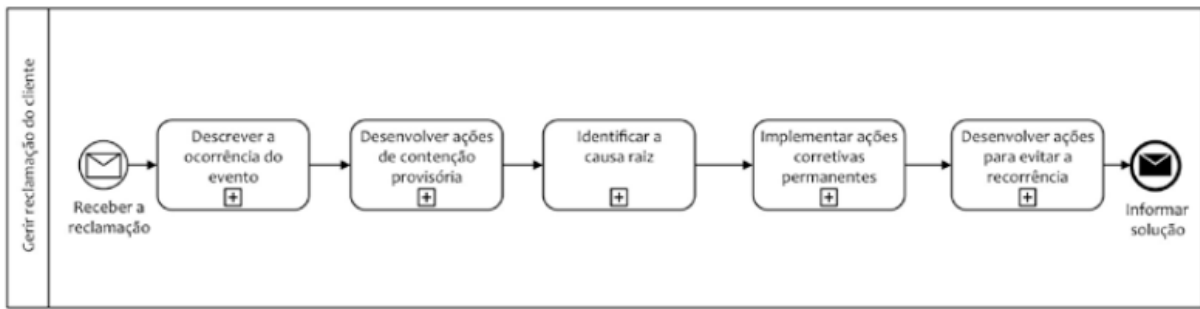 Gerir reclamação do cliente
Receber a
reclamação
Descrever a
ocorrência do
evento
Desenvolver ações
de contenção
provisória
Identificar a
causa raiz
Implementar ações
corretivas
permanentes
Desenvolver ações
para evitar a
recorrência
Informar
solução